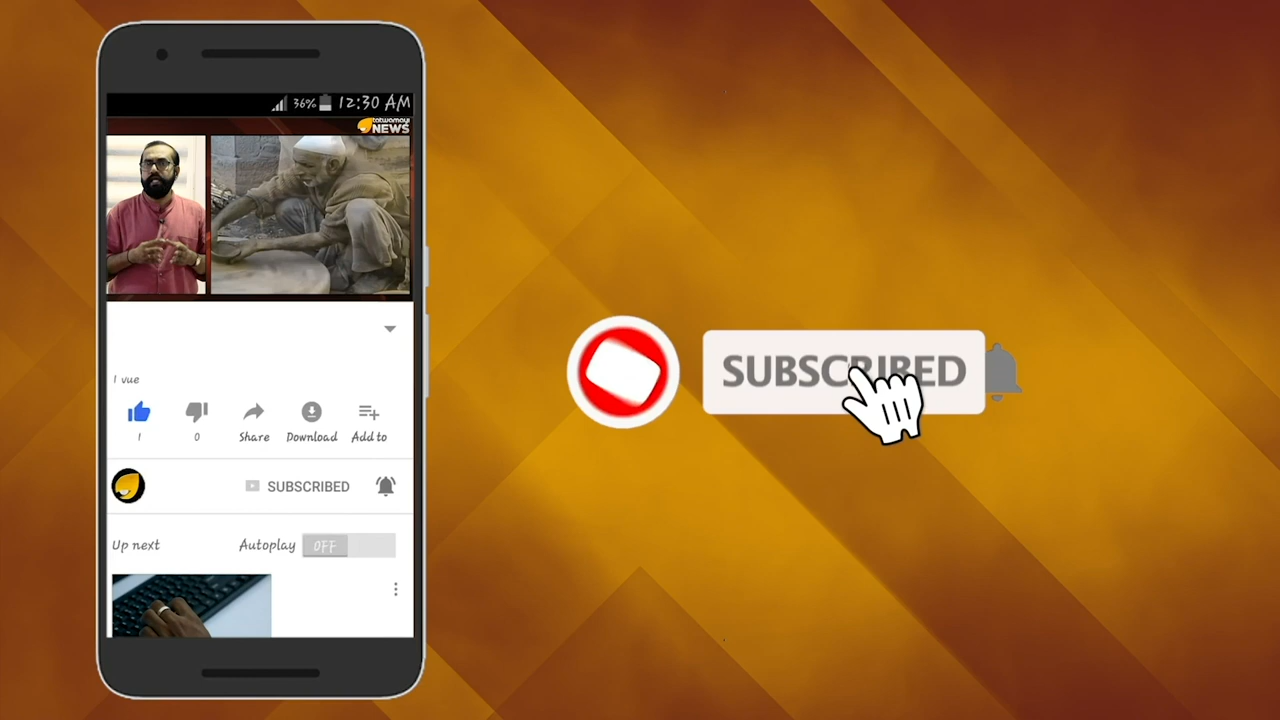 36% 12:30 AM
tatwamayi
NEWS
1 vue
1
0
Share
Download
Add to
SUBSCRIBED
Up next
Autoplay
OFF
SUBSCRIBED